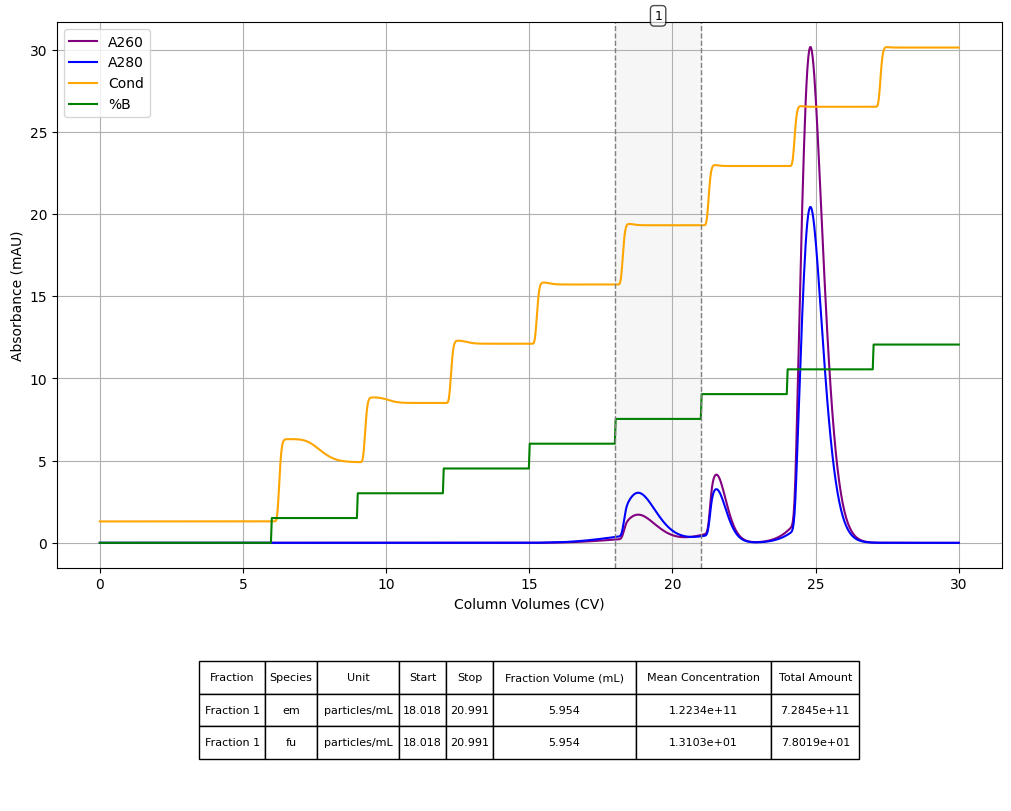 1
A260
A280
Cond
%B
30
25
20
15
10
5
0
Absorbance (mAU)
0 5 10 15 20 25 30
Column Volumes (CV)
Fraction Species Unit Start Stop Fraction Volume (mL) Mean Concentration Total Amount
Fraction 1 em particles/mL 18.018 20.991 5.954 1.2234e+11 7.2845e+11
Fraction 1 fu particles/mL 18.018 20.991 5.954 1.3103e+01 7.8019e+01